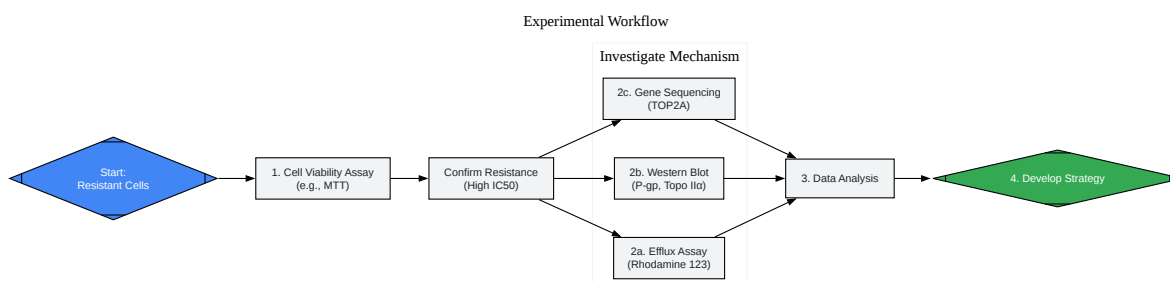 Experimental Workflow
Investigate Mechanism
2c. Gene Sequencing
(TOP2A)
Start:
Resistant Cells
1. Cell Viability Assay
(e.g., MTT)
Confirm Resistance
(High IC50)
2b. Western Blot
(P-gp, Topo IIα)
3. Data Analysis
4. Develop Strategy
2a. Efflux Assay
(Rhodamine 123)